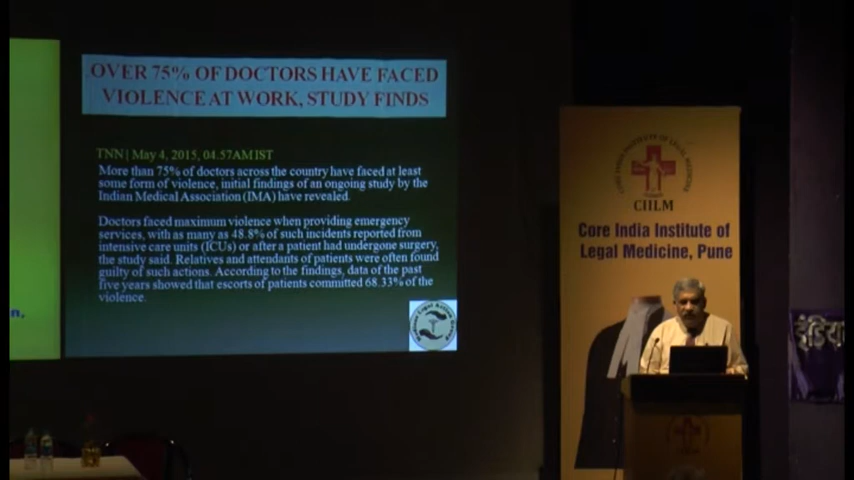 OVER 75% OF DOCTORS HAVE FACED
VIOLENCE AT WORK, STUDY FINDS
TNN| May 4, 2015, 04.57AM IST
More than 75% of doctors across the country have faced at least
some form of violence, initial findings of an ongoing study by the
Indian Medical Association (IMA) have revealed.
Doctors faced maximum violence when providing emergency
services, with as many as 48.8% of such incidents reported from
intensive care units (ICUs) or after a patient had undergone surgery,
the study said. Relatives and attendants of patients were often found
guilty of such actions. According to the findings, data of the past
five years showed that escorts of patients committed 68.33% of the
violence.
CORE INDIA INSTITUTE OF LEGAL MEDICINE
CIILM
Core India Institute of
Legal Medicine, Pune
इंडिया